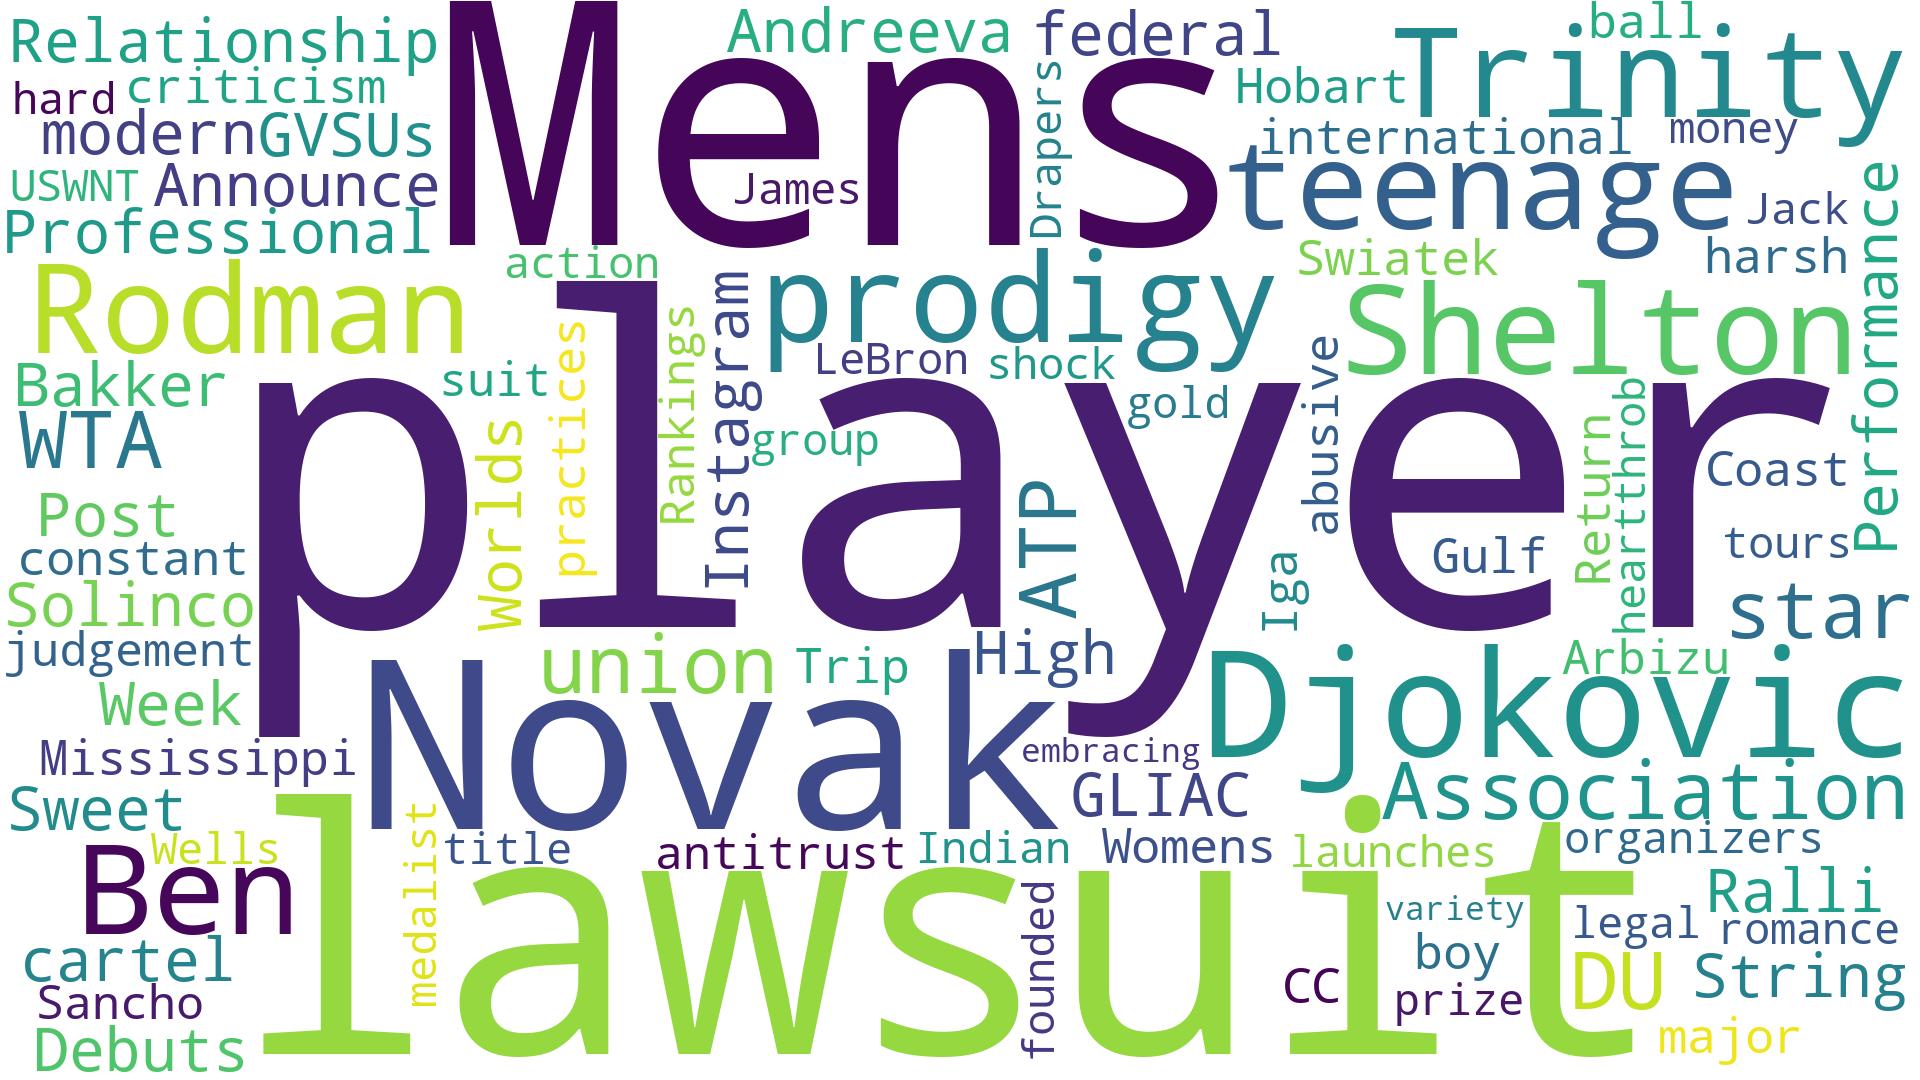 Relationship
Mens
Andreeva
federal
ball
Trinity
hard
criticism
Hobart
modern
GVSUs
Drapers
international
money
USWNT
Announce
James
teenage
Jack
Professional
Performance
Rodman
action
Instagram
prodigy
Swiatek
harsh
Shelton
player
practices
Rankings
LeBron
shock
Bakker
suit
gold
abusive
heartthrob
WTA
Worlds
group
Return
Coast
Post
ATP
constant
Gulf
tours
Iga
Solinco
star
judgement
union
Trip
High
Arbizu
Novak
Djokovic
Week
Mississippi
embracing
Sweet
GLIAC
Association
lawsuit
Wells
medalist
title
antitrust
Indian
Womens
launches
organizers
Ben
founded
variety
Ralli
cartel
boy
legal
romance
Sancho
CC
prize
DU
String
Debuts
major